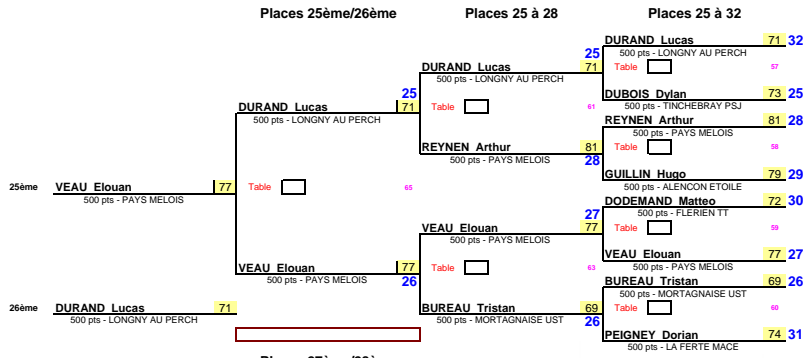 Places 25ème/26ème Places 25 à 28 Places 25 à 32
DURAND Lucas 71 32
25 500 pts - LONGNY AU PERCH
DURAND Lucas 71 Table 57
500 pts - LONGNY AU PERCH
25 DUBOIS Dylan 73 25
DURAND Lucas 71 Table 61 500 pts - TINCHEBRAY PSJ
500 pts - LONGNY AU PERCH REYNEN Arthur 81 28
500 pts - PAYS MELOIS
REYNEN Arthur 81 Table 58
500 pts - PAYS MELOIS 28
GUILLIN Hugo 79 29
25ème VEAU Elouan 77 Table 65 500 pts - ALENCON ETOILE
500 pts - PAYS MELOIS DODEMAND Matteo 72 30
27 500 pts - FLERIEN TT
VEAU Elouan 77 Table 59
500 pts - PAYS MELOIS
VEAU Elouan 77 27
VEAU Elouan 77 Table 63 500 pts - PAYS MELOIS
500 pts - PAYS MELOIS 26 BUREAU Tristan 69 26
500 pts - MORTAGNAISE UST
26ème DURAND Lucas 71 BUREAU Tristan 69 Table 60
500 pts - LONGNY AU PERCH 500 pts - MORTAGNAISE UST 26
PEIGNEY Dorian 74 31
500 pts - LA FERTE MACE